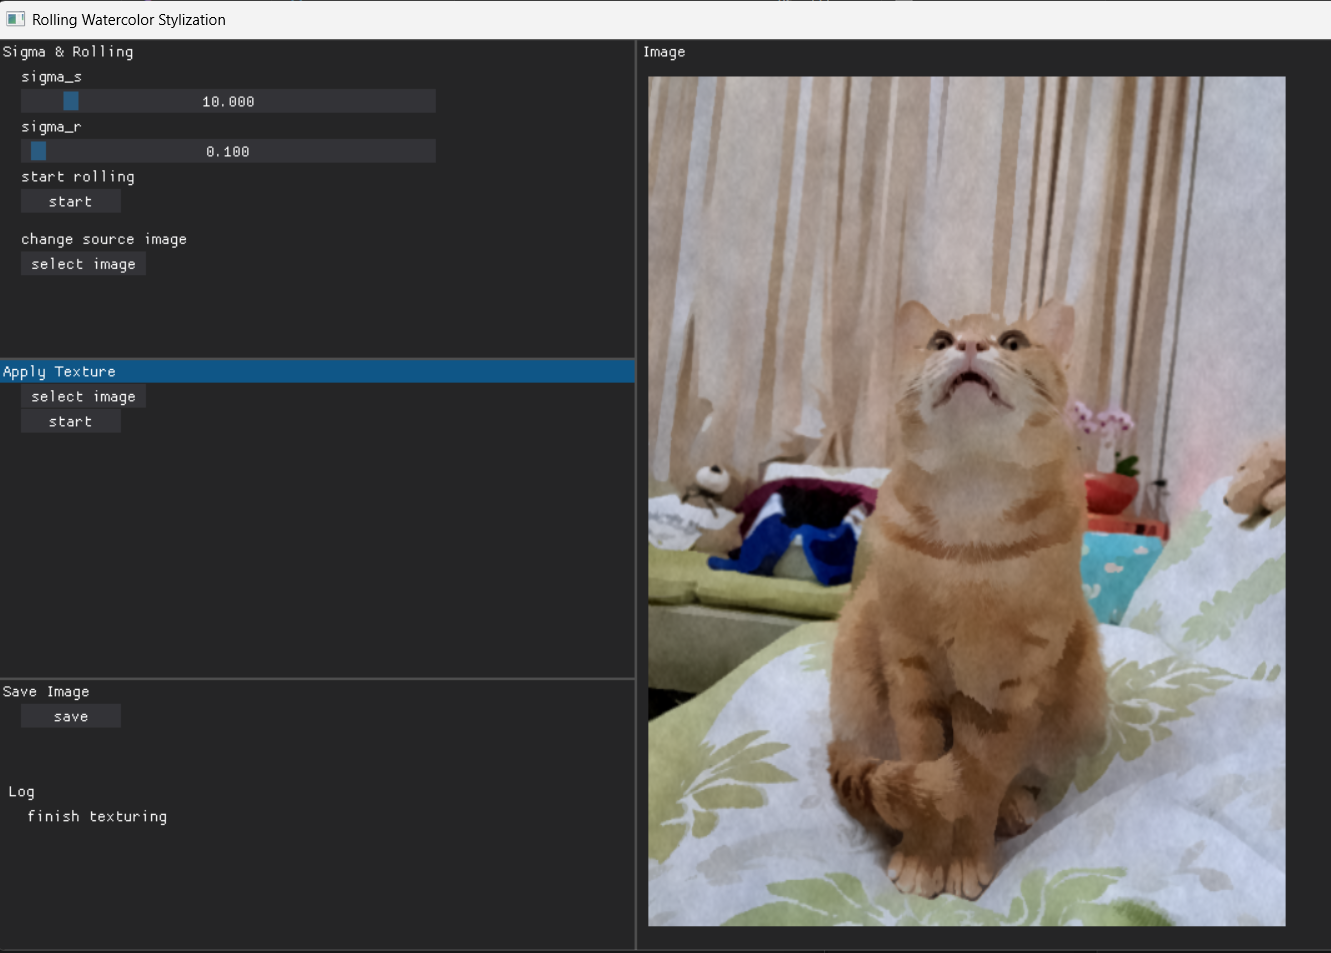 Rolling Watercolor Stylization
Sigma & Rolling
sigma_s
10.000
sigma_r
0.100
start rolling
start
change source image
select image
Apply Texture
select image
start
Save Image
save
Log
finish texturing
Image